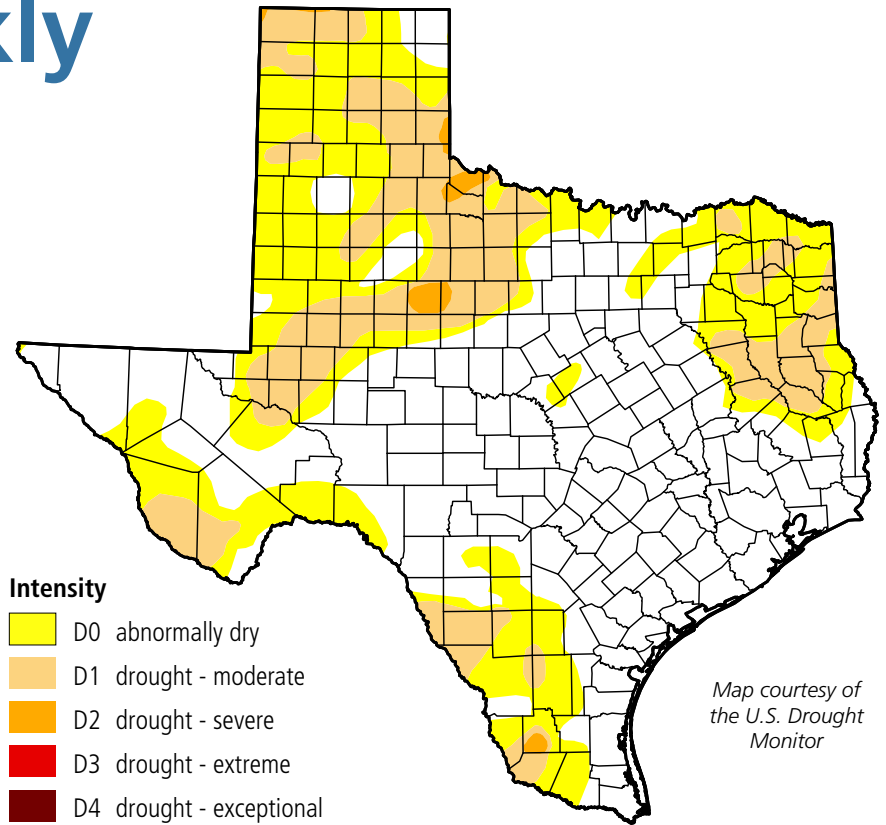 Intensity
D0 abnormally dry
D1 drought - moderate
D2 drought - severe
D3 drought - extreme
D4 drought - exceptional
Map courtesy of
the U.S. Drought
Monitor